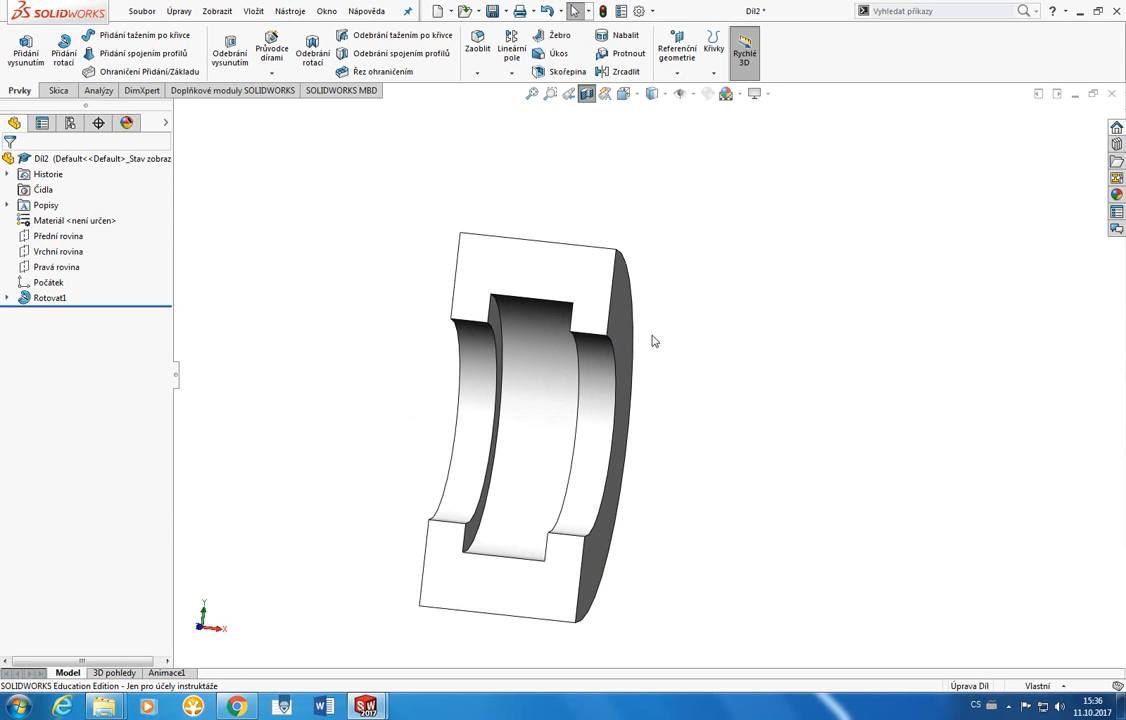 SOLIDWORKS Soubor Úpravy Zobrazit Vložit Nástroje Okno Nápověda Díl2 * Vyhledat příkazy
Přidání vysunutím
Přidání rotací
Přidání tažením po křivce
Přidání spojením profilů
Ohraničení Přidání/Základu
Odebrání vysunutím
Průvodce dírami
Odebrání rotací
Odebrání tažením po křivce
Odebrání spojením profilů
Řez ohraničením
Zaoblit
Lineární pole
Žebro
Úkos
Skořepina
Nabalit
Protnout
Zrcadlit
Referenční geometrie
Křivky
Rychlé 3D
Prvky Skica Analýzy DimXpert Doplňkové moduly SOLIDWORKS SOLIDWORKS MBD
Díl2 (Default<<Default>_Stav zobraz
Historie
Čidla
Popisy
Materiál <není určen>
Přední rovina
Vrchní rovina
Pravá rovina
Počátek
Rotovat1
Y
X
Model 3D pohledy Animace1
SOLIDWORKS Education Edition - Jen pro účely instruktáže Úprava Díl Vlastní
SW 2017
CS
15:36
11.10.2017